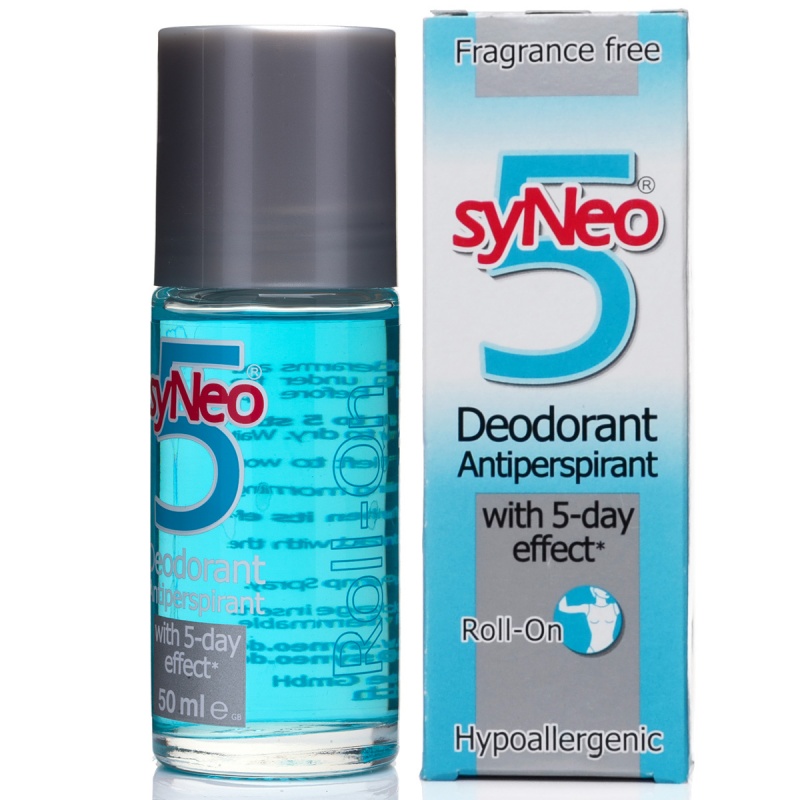 5
syNeo®
Deodorant
Antiperspirant
with 5-day
effect*
50 ml ℮
GB
Roll-On
Fragrance free
5
syNeo®
Deodorant
Antiperspirant
with 5-day
effect*
Roll-On
Hypoallergenic